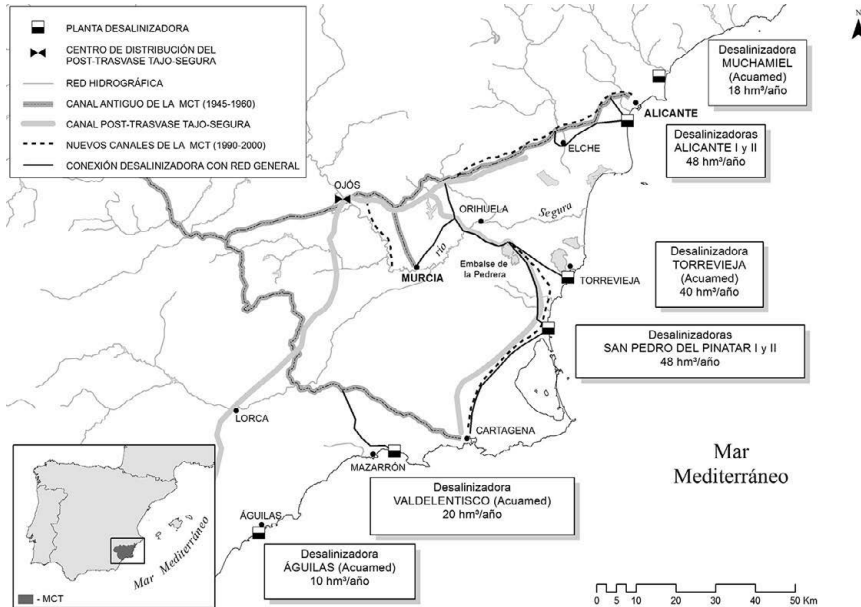 PLANTA DESALINIZADORA
CENTRO DE DISTRIBUCIÓN DEL
POST-TRASVASE TAJO-SEGURA
RED HIDROGRÁFICA
CANAL ANTIGUO DE LA MCT (1945-1960)
CANAL POST-TRASVASE TAJO-SEGURA
NUEVOS CANALES DE LA MCT (1990-2000)
CONEXIÓN DESALINIZADORA CON RED GENERAL
N
Desalinizadora
MUCHAMIEL
(Acuamed)
18 hm³/año
ALICANTE
Desalinizadoras
ALICANTE I y II
48 hm³/año
ELCHE
OJÓS
ORIHUELA
Segura
río
MURCIA
Embalse de
la Pedrera
TORREVIEJA
Desalinizadora
TORREVIEJA
(Acuamed)
40 hm³/año
Desalinizadoras
SAN PEDRO DEL PINATAR I y II
48 hm³/año
LORCA
CARTAGENA
MAZARRÓN
Mar
Mediterráneo
Desalinizadora
VALDELENTISCO (Acuamed)
20 hm³/año
ÁGUILAS
Desalinizadora
ÁGUILAS (Acuamed)
10 hm³/año
Mar Mediterráneo
- MCT
0 5 10 20 30 40 50 Km